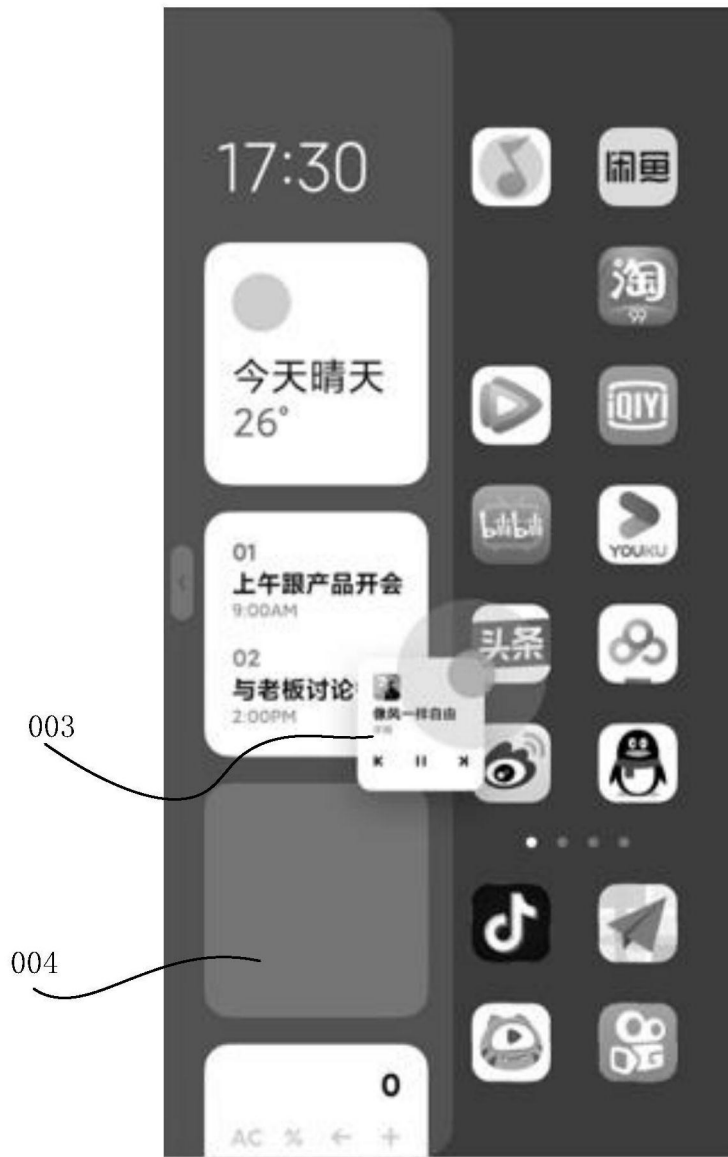 17:30
闲鱼
淘
99
今天晴天
26°
iQIYI
bilibili
YOUKU
01
上午跟产品开会
9:00AM
02
与老板讨论
2:00PM
头条
像风一样自由
003
004
0
AC % ← +